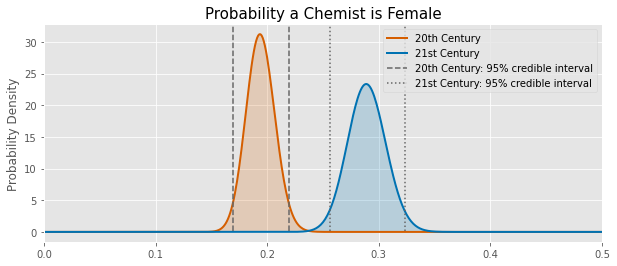 Probability a Chemist is Female
20th Century
21st Century
20th Century: 95% credible interval
21st Century: 95% credible interval
Probability Density
30
25
20
15
10
5
0
0.0 0.1 0.2 0.3 0.4 0.5